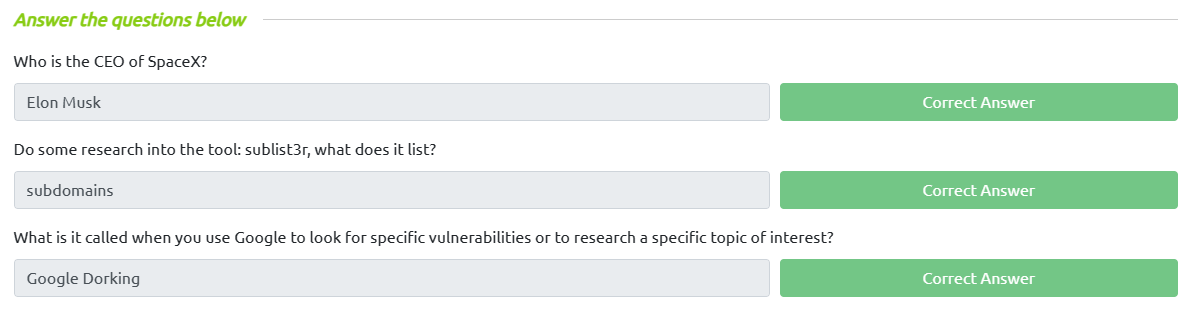 Answer the questions below
Who is the CEO of SpaceX?
Elon Musk
Correct Answer
Do some research into the tool: sublist3r, what does it list?
subdomains
Correct Answer
What is it called when you use Google to look for specific vulnerabilities or to research a specific topic of interest?
Google Dorking
Correct Answer